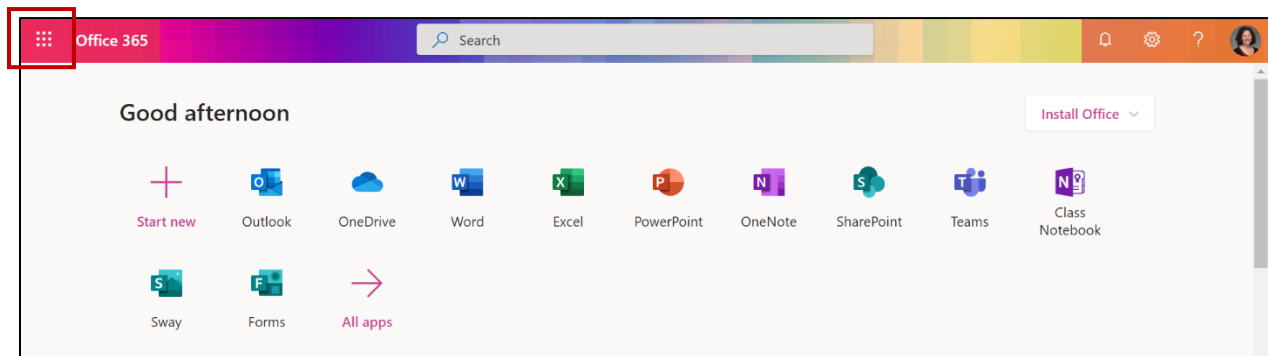 Office 365
Search
?
Good afternoon
Install Office
Start new
Outlook
OneDrive
Word
Excel
PowerPoint
OneNote
SharePoint
Teams
Class
Notebook
Sway
Forms
All apps